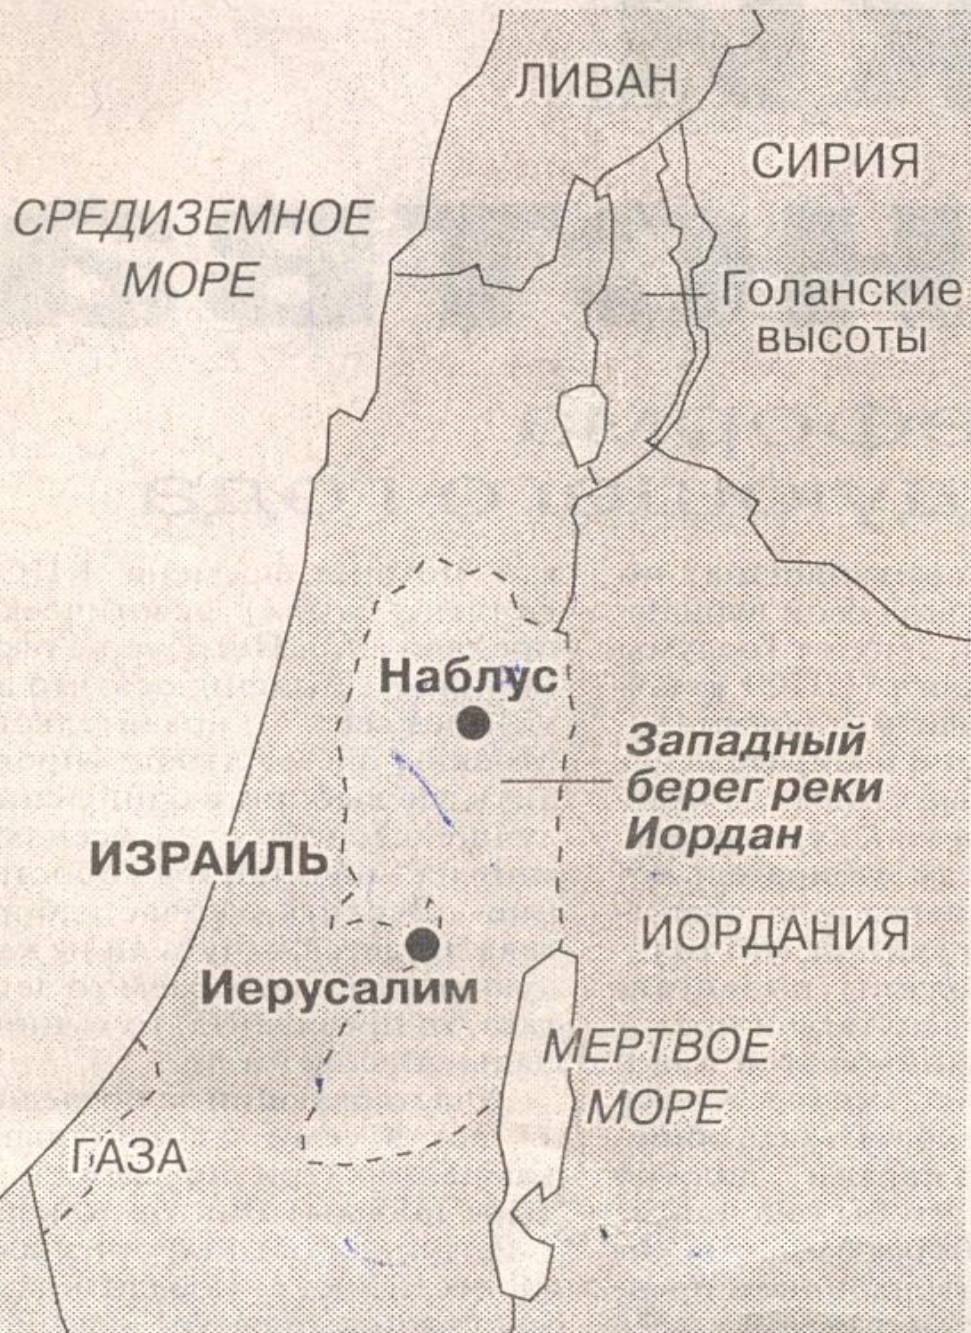 ЛИВАН
СИРИЯ
СРЕДИЗЕМНОЕ
МОРЕ
Голанские
высоты
Наблус
Западный
берег реки
Иордан
ИЗРАИЛЬ
ИОРДАНИЯ
Иерусалим
МЕРТВОЕ
МОРЕ
ГАЗА